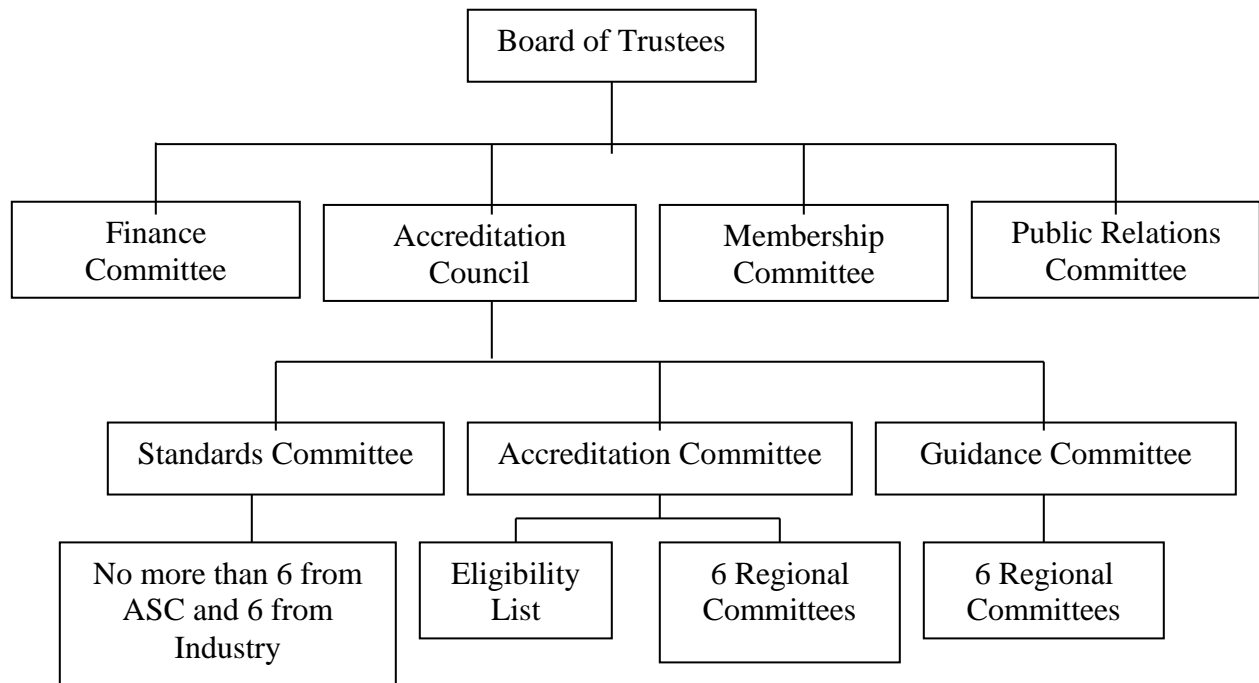 Board of Trustees
Finance
Committee
Accreditation
Council
Membership
Committee
Public Relations
Committee
Standards Committee
Accreditation Committee
Guidance Committee
No more than 6 from
ASC and 6 from
Industry
Eligibility
List
6 Regional
Committees
6 Regional
Committees